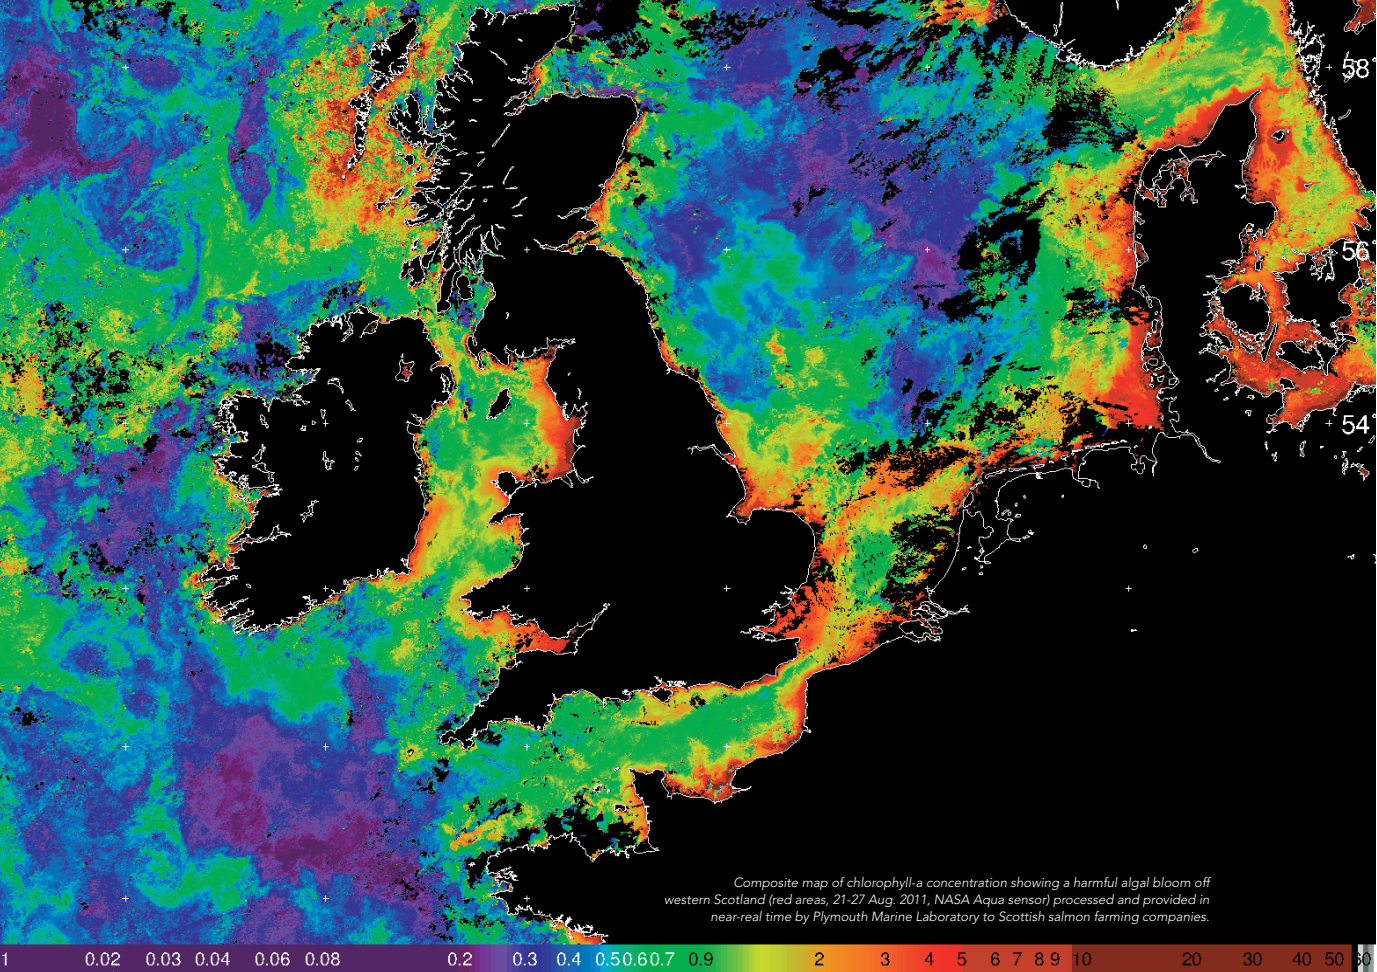 58°
56°
54°
Composite map of chlorophyll-a concentration showing a harmful algal bloom off
western Scotland (red areas, 21-27 Aug. 2011, NASA Aqua sensor) processed and provided in
near-real time by Plymouth Marine Laboratory to Scottish salmon farming companies.
1 0.02 0.03 0.04 0.06 0.08 0.2 0.3 0.4 0.5 0.6 0.7 0.9 2 3 4 5 6 7 8 9 10 20 30 40 50 60